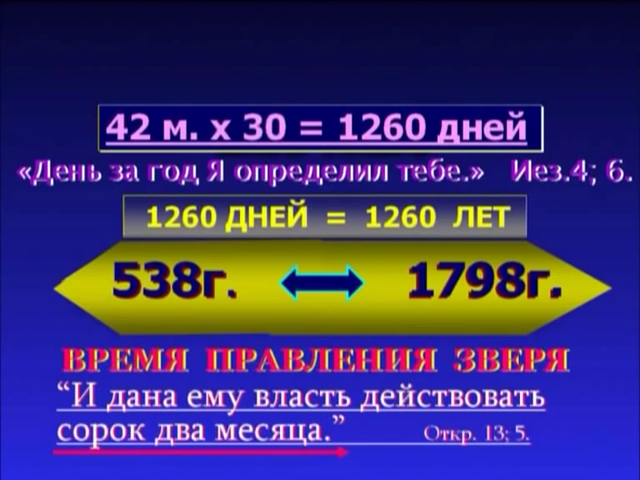 42 м. х 30 = 1260 дней
«День за год Я определил тебе.» Иез.4; 6.
1260 ДНЕЙ = 1260 ЛЕТ
538г. 1798г.
ВРЕМЯ ПРАВЛЕНИЯ ЗВЕРЯ
“И дана ему власть действовать
сорок два месяца.” Откр. 13; 5.